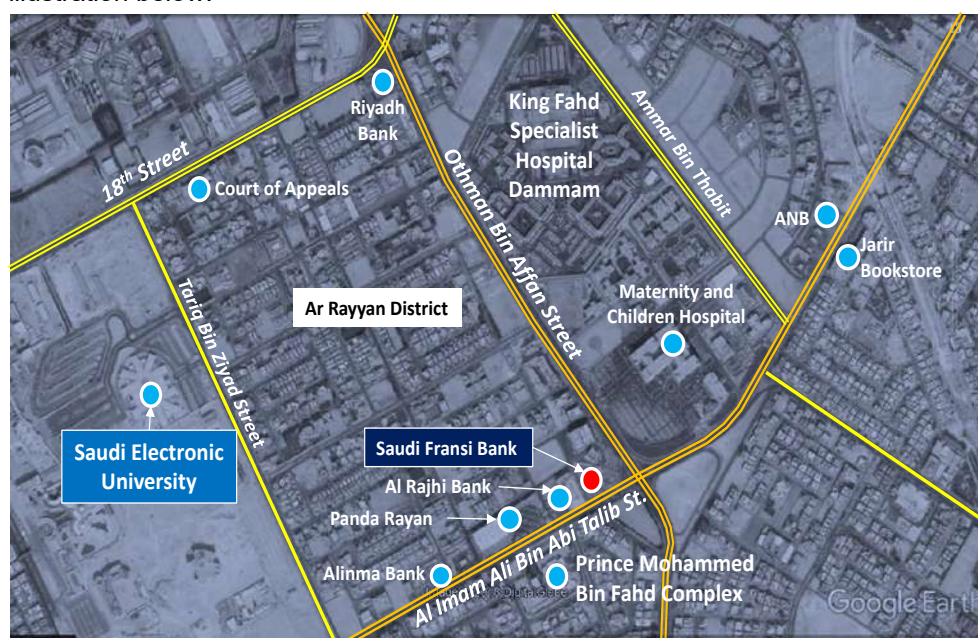 Riyadh
Bank
King Fahd
Specialist
Hospital
Dammam
Ammar Bin Thabit
18th Street
Court of Appeals
Othman Bin Affan Street
ANB
Jarir
Bookstore
Tariq Bin Ziyad Street
Ar Rayyan District
Maternity and
Children Hospital
Saudi Electronic
University
Saudi Fransi Bank
Al Rajhi Bank
Panda Rayan
Al Imam Ali Bin Abi Talib St.
Alinma Bank
Prince Mohammed
Bin Fahd Complex
Google Earth